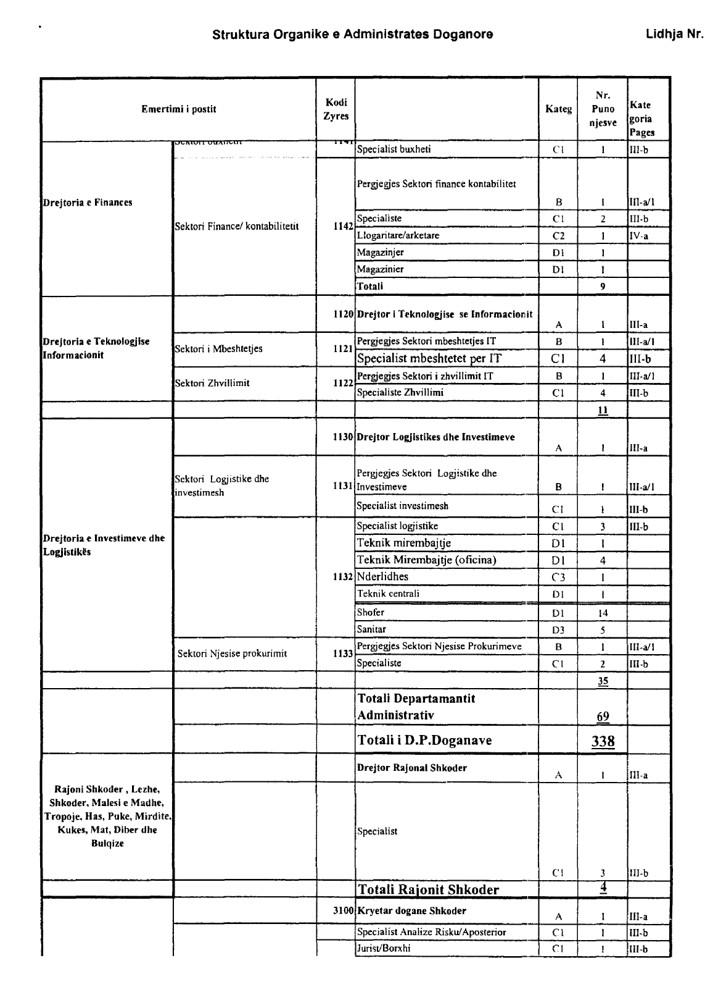 Struktura Organike e Administrates Doganore Lidhja Nr.
Emertimi i postit Kodi Zyres Kateg Nr. Puno njesve Kate goria Pages
Sektori buxhetit 1141 Specialist buxheti C1 1 III-b
Drejtoria e Finances
Pergjegjes Sektori finance kontabilitet B 1 III-a/1
Sektori Finance/ kontabilitetit 1142
Specialiste C1 2 III-b
Llogaritare/arketare C2 1 IV-a
Magazinjer D1 1
Magazinier D1 1
Totali 9
Drejtoria e Teknologjise Informacionit
1120 Drejtor i Teknologjise se Informacionit A 1 III-a
Sektori i Mbeshtetjes 1121 Pergjegjes Sektori mbeshtetjes IT B 1 III-a/1
Specialist mbeshtetet per IT C1 4 III-b
Sektori Zhvillimit 1122 Pergjegjes Sektori i zhvillimit IT B 1 III-a/1
Specialiste Zhvillimi C1 4 III-b
11
Drejtoria e Investimeve dhe Logjistikës
1130 Drejtor Logjistikes dhe Investimeve A 1 III-a
Sektori Logjistike dhe investimesh 1131 Pergjegjes Sektori Logjistike dhe Investimeve B 1 III-a/1
Specialist investimesh C1 1 III-b
1132
Specialist logjistike C1 3 III-b
Teknik mirembajtje D1 1
Teknik Mirembajtje (oficina) D1 4
Nderlidhes C3 1
Teknik centrali D1 1
Shofer D1 14
Sanitar D3 5
Sektori Njesise prokurimit 1133 Pergjegjes Sektori Njesise Prokurimeve B 1 III-a/1
Specialiste C1 2 III-b
35
Totali Departamantit Administrativ 69
Totali i D.P.Doganave 338
Rajoni Shkoder , Lezhe,
Shkoder, Malesi e Madhe,
Tropoje, Has, Puke, Mirdite,
Kukes, Mat, Diber dhe
Bulqize
Drejtor Rajonal Shkoder A 1 III-a
Specialist C1 3 III-b
Totali Rajonit Shkoder 4
3100 Kryetar dogane Shkoder A 1 III-a
Specialist Analize Risku/Aposterior C1 1 III-b
Jurist/Borxhi C1 1 III-b